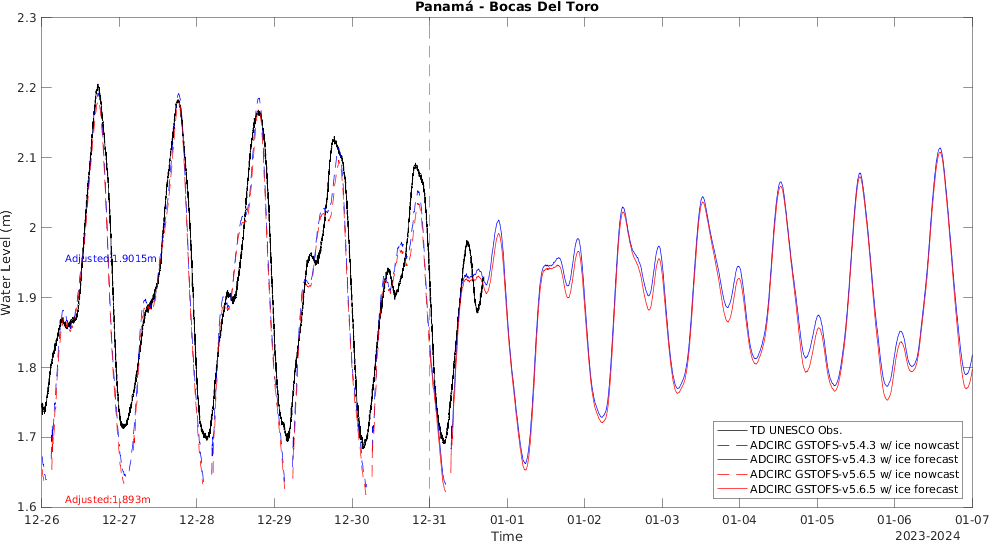 Panamá - Bocas Del Toro
2.3
2.2
2.1
2
1.9
1.8
1.7
1.6
Water Level (m)
Adjusted:1.9015m
Adjusted:1.893m
TD UNESCO Obs.
ADCIRC GSTOFS-v5.4.3 w/ ice nowcast
ADCIRC GSTOFS-v5.4.3 w/ ice forecast
ADCIRC GSTOFS-v5.6.5 w/ ice nowcast
ADCIRC GSTOFS-v5.6.5 w/ ice forecast
12-26 12-27 12-28 12-29 12-30 12-31 01-01 01-02 01-03 01-04 01-05 01-06 01-07
Time
2023-2024